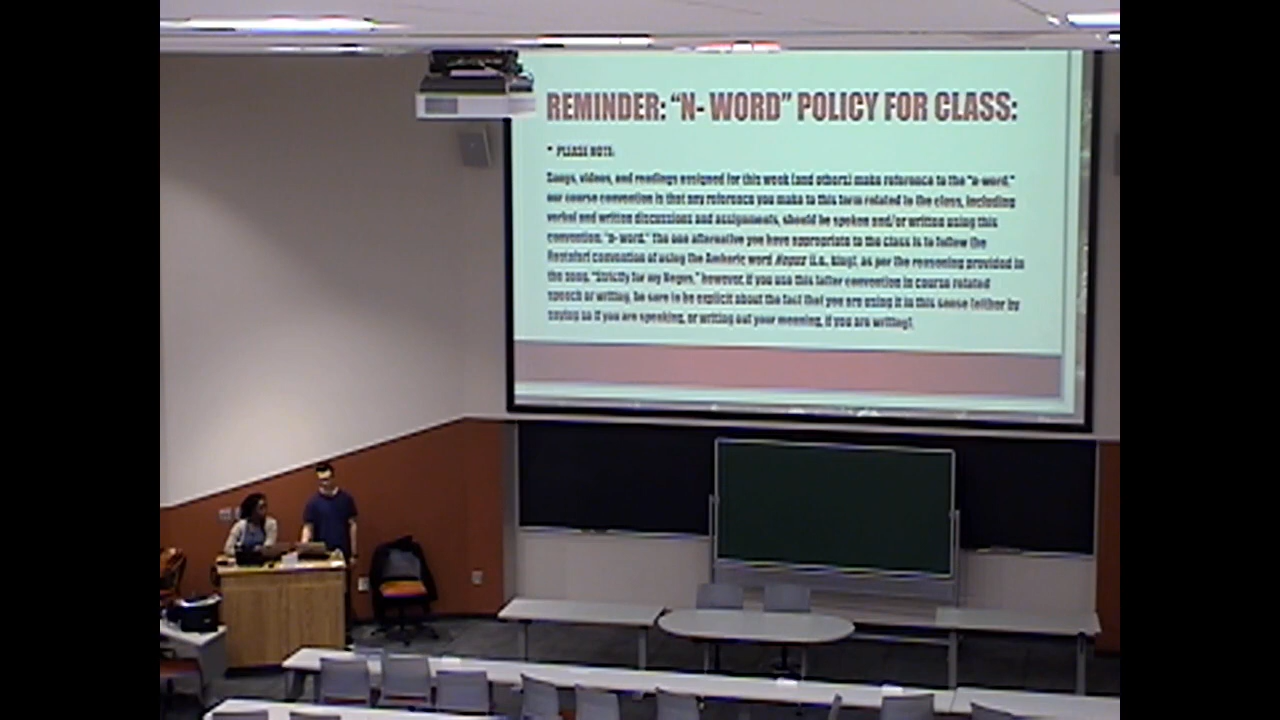 REMINDER: “N- WORD” POLICY FOR CLASS:
• PLEASE NOTE:
Songs, videos, and readings assigned for this week (and others) make reference to the “n-word,”
our course convention is that any reference you make to this term related to the class, including
verbal and written discussions and assignments, should be spoken and/or written using this
convention, “n-word.” The one alternative you have appropriate to the class is to follow the
convention of using the Amharic word (i.e., king), as per the reasoning provided in
the song, “Strictly for my however, if you use this latter convention in course related
speech or writing, be sure to be explicit about the fact that you are using it in this sense (either by
saying so if you are speaking, or writing out your meaning, if you are writing).